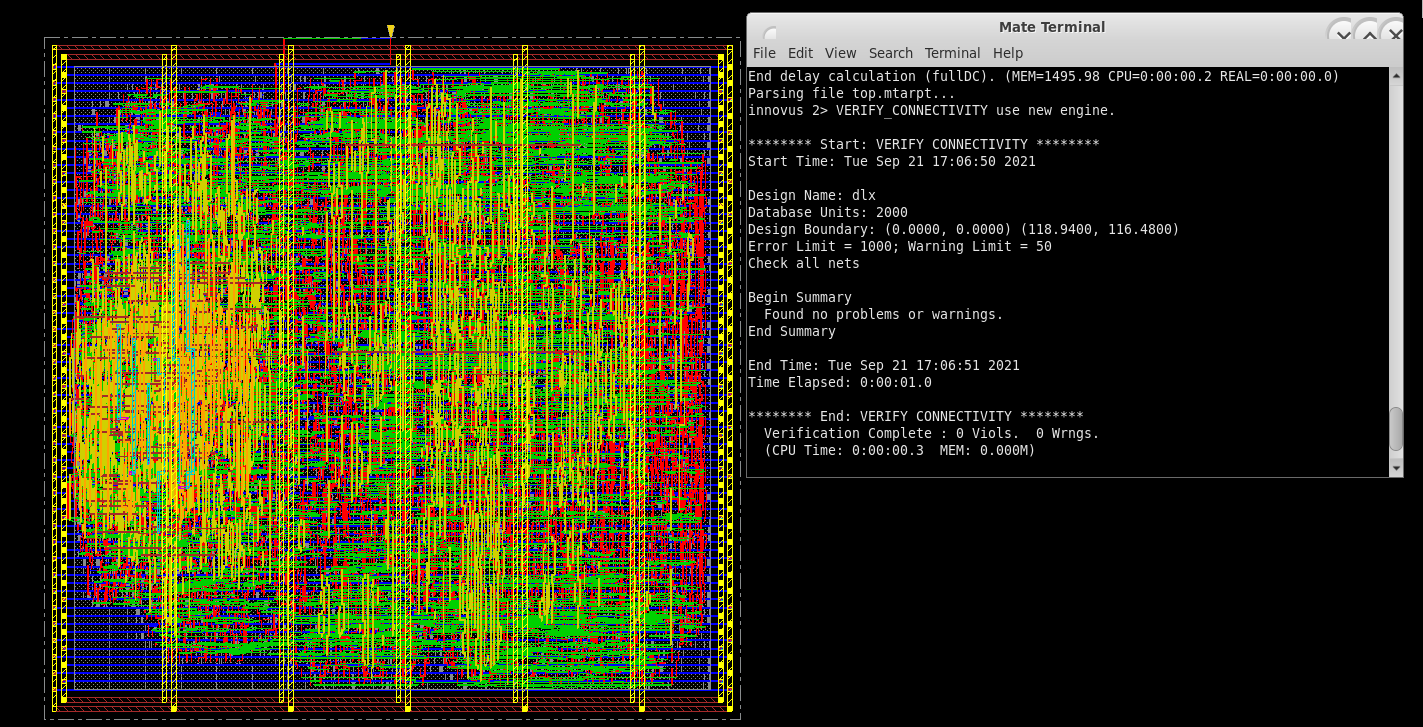 Mate Terminal
File Edit View Search Terminal Help
End delay calculation (fullDC). (MEM=1495.98 CPU=0:00:00.2 REAL=0:00:00.0)
Parsing file top.mtarpt...
innovus 2> VERIFY_CONNECTIVITY use new engine.
******** Start: VERIFY CONNECTIVITY ********
Start Time: Tue Sep 21 17:06:50 2021
Design Name: dlx
Database Units: 2000
Design Boundary: (0.0000, 0.0000) (118.9400, 116.4800)
Error Limit = 1000; Warning Limit = 50
Check all nets
Begin Summary
Found no problems or warnings.
End Summary
End Time: Tue Sep 21 17:06:51 2021
Time Elapsed: 0:00:01.0
******** End: VERIFY CONNECTIVITY ********
Verification Complete : 0 Viols.  0 Wrngs.
(CPU Time: 0:00:00.3  MEM: 0.000M)